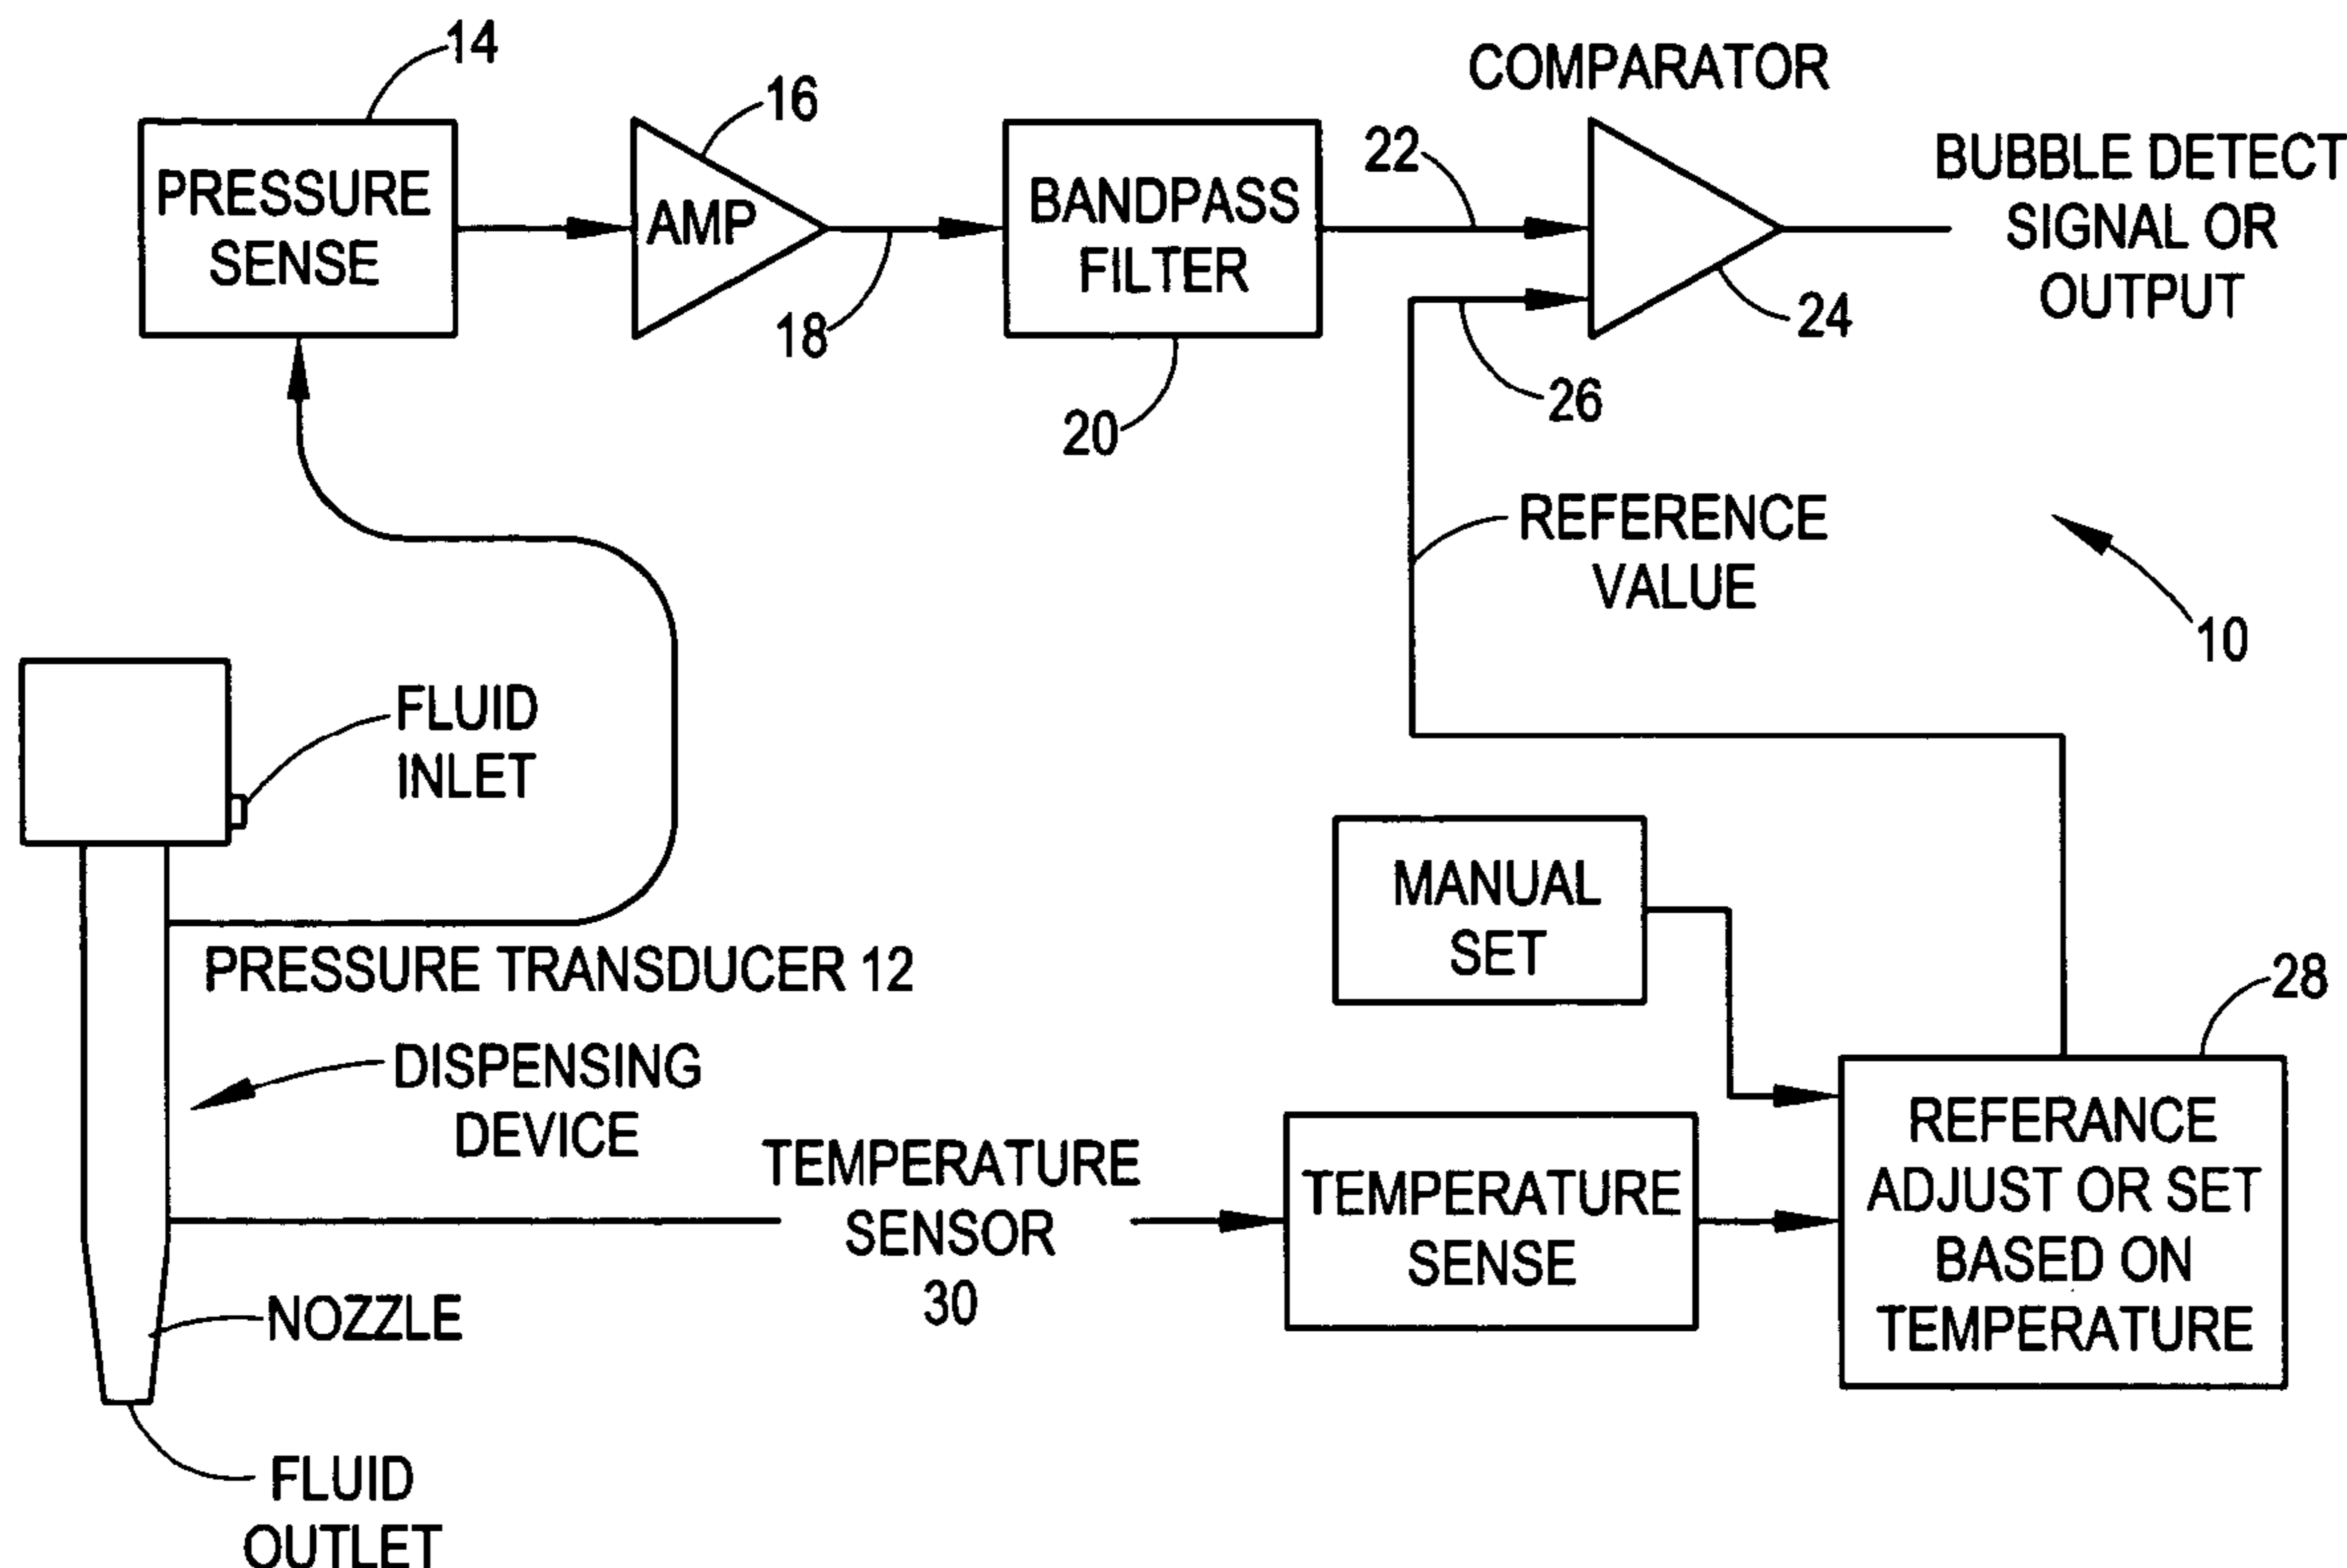 14
16
COMPARATOR
PRESSURE
SENSE
AMP
18
BANDPASS
FILTER
20
22
24
26
BUBBLE DETECT
SIGNAL OR
OUTPUT
REFERENCE
VALUE
10
FLUID
INLET
PRESSURE TRANSDUCER 12
DISPENSING
DEVICE
MANUAL
SET
28
TEMPERATURE
SENSOR
30
TEMPERATURE
SENSE
REFERANCE
ADJUST OR SET
BASED ON
TEMPERATURE
NOZZLE
FLUID
OUTLET